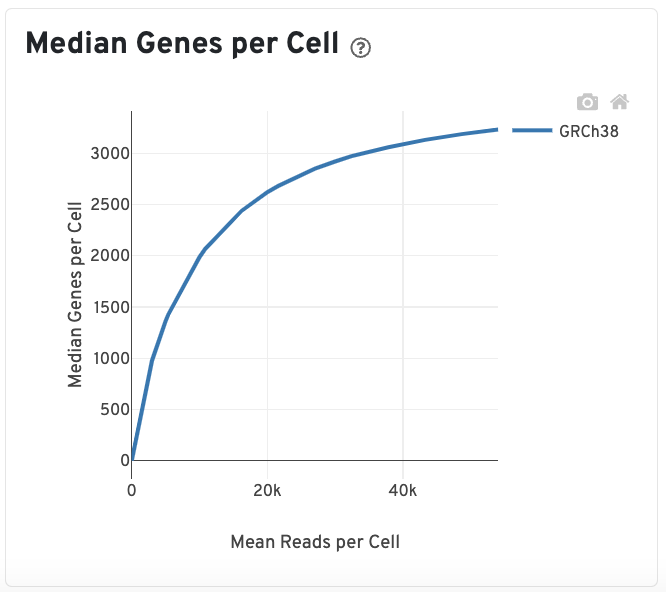 Median Genes per Cell ?
GRCh38
3000
2500
2000
1500
1000
500
0
Median Genes per Cell
0 20k 40k
Mean Reads per Cell